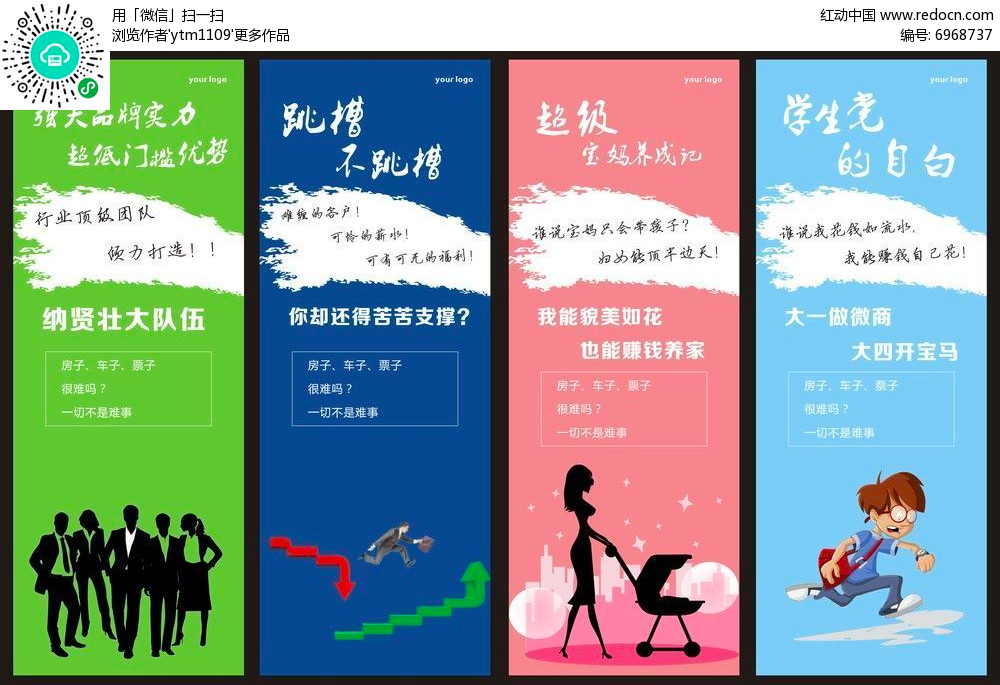 用「微信」扫一扫
浏览作者'ytm1109'更多作品
红动中国 www.redocn.com
编号: 6968737
your logo
强大品牌实力
超低门槛优势
行业顶级团队
倾力打造！！
纳贤壮大队伍
房子、车子、票子
很难吗？
一切不是难事
your logo
跳槽
不跳槽
难缠的客户！
可怜的薪水！
可有可无的福利！
你却还得苦苦支撑？
房子、车子、票子
很难吗？
一切不是难事
your logo
超级
宝妈养成记
谁说宝妈只会带孩子？
妇女能顶半边天！
我能貌美如花
也能赚钱养家
房子、车子、票子
很难吗？
一切不是难事
your logo
学生党
的自白
谁说我花钱如流水，
我能赚钱自己花！
大一做微商
大四开宝马
房子、车子、票子
很难吗？
一切不是难事